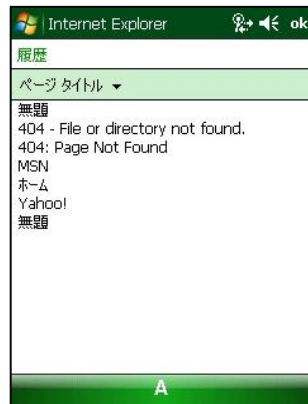 Internet Explorer ok
履歴
ページ タイトル
無題
404 - File or directory not found.
404: Page Not Found
MSN
ホーム
Yahoo!
無題
A